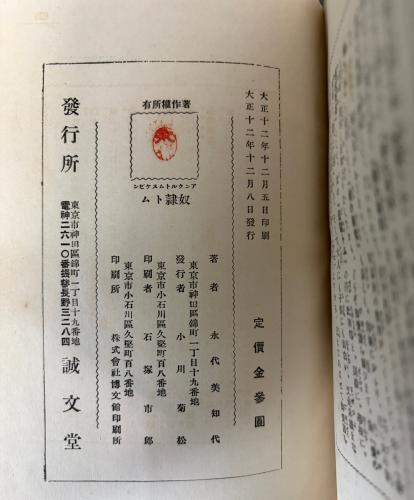 大正十二年十二月五日印刷
大正十二年十二月八日發行
定價金參圓
著作權所有
アンクルトムスケビン
奴隷トム
著者　永代美知代
東京市神田區錦町一丁目十九番地
發行者　小川菊松
東京市小石川區久堅町百八番地
印刷者　石塚市郎
東京市小石川區久堅町百八番地
印刷所　株式會社博文館印刷所
發行所
東京市神田區錦町一丁目十九番地
電神二六一〇番振替長野三二八四
誠文堂